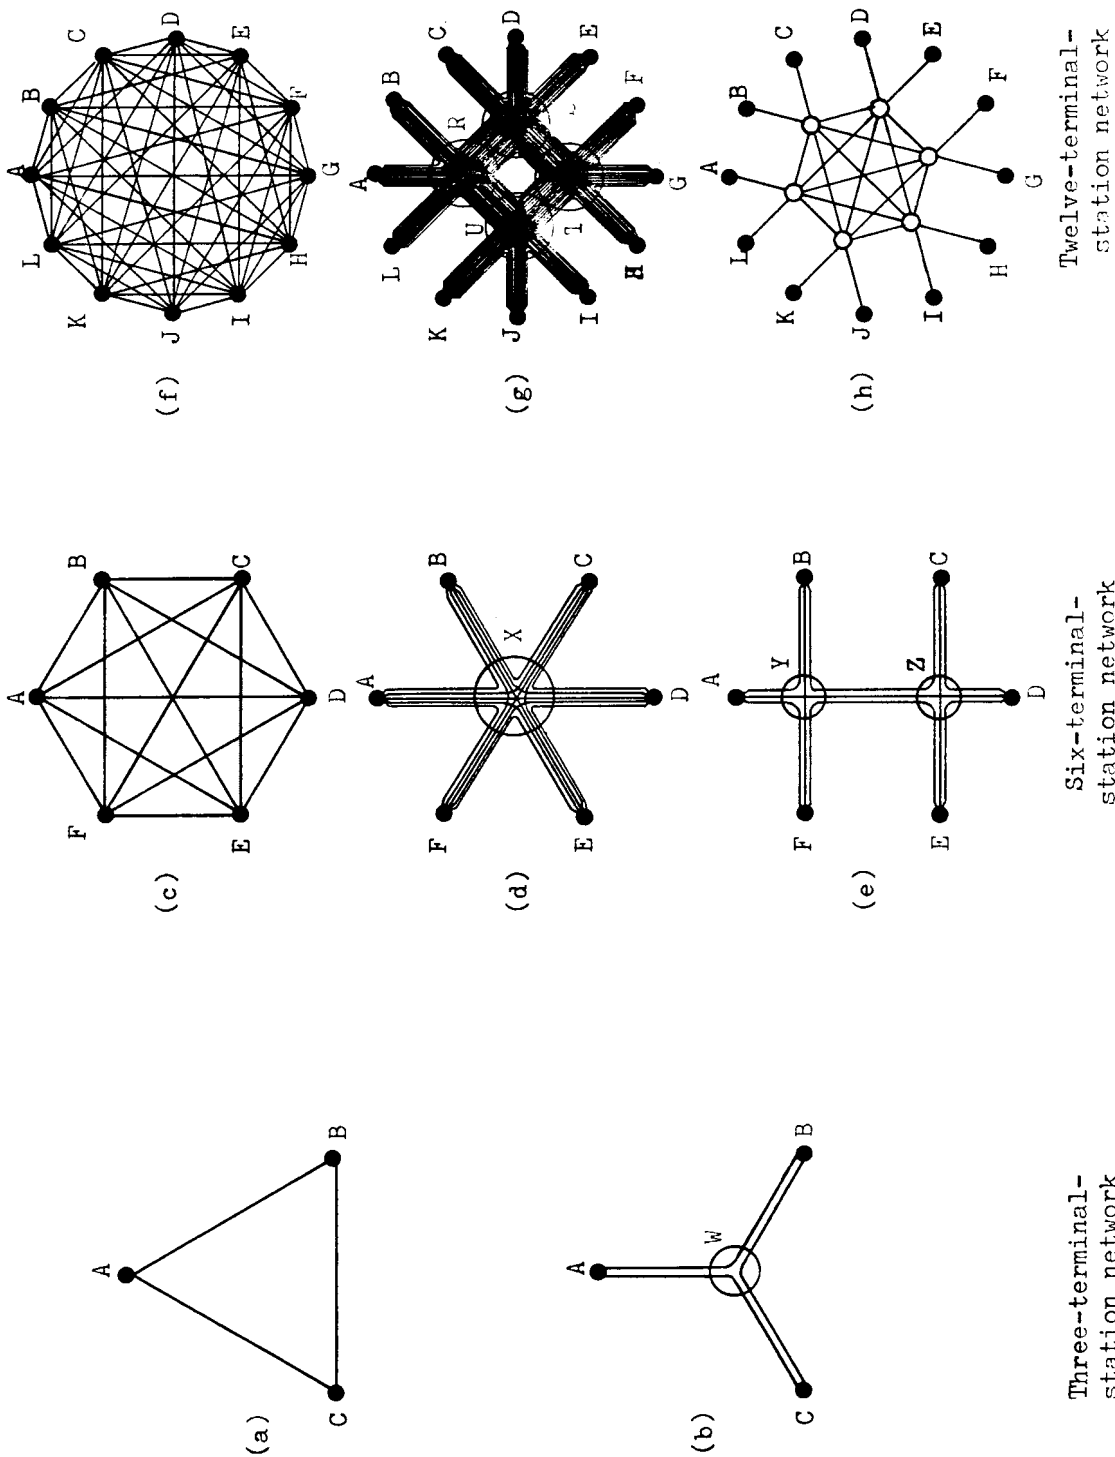 A
B
C
(a)
A
W
B
C
(b)
Three-terminal-
station network
A
B
C
D
E
F
(c)
A
B
X
C
D
E
F
(d)
A
Y
B
Z
C
D
E
F
(e)
Six-terminal-
station network
A
B
C
D
E
F
G
H
I
J
K
L
(f)
A
B
C
D
E
F
G
H
I
J
K
L
R
U
(g)
A
B
C
D
E
F
G
H
I
J
K
L
(h)
Twelve-terminal-
station network